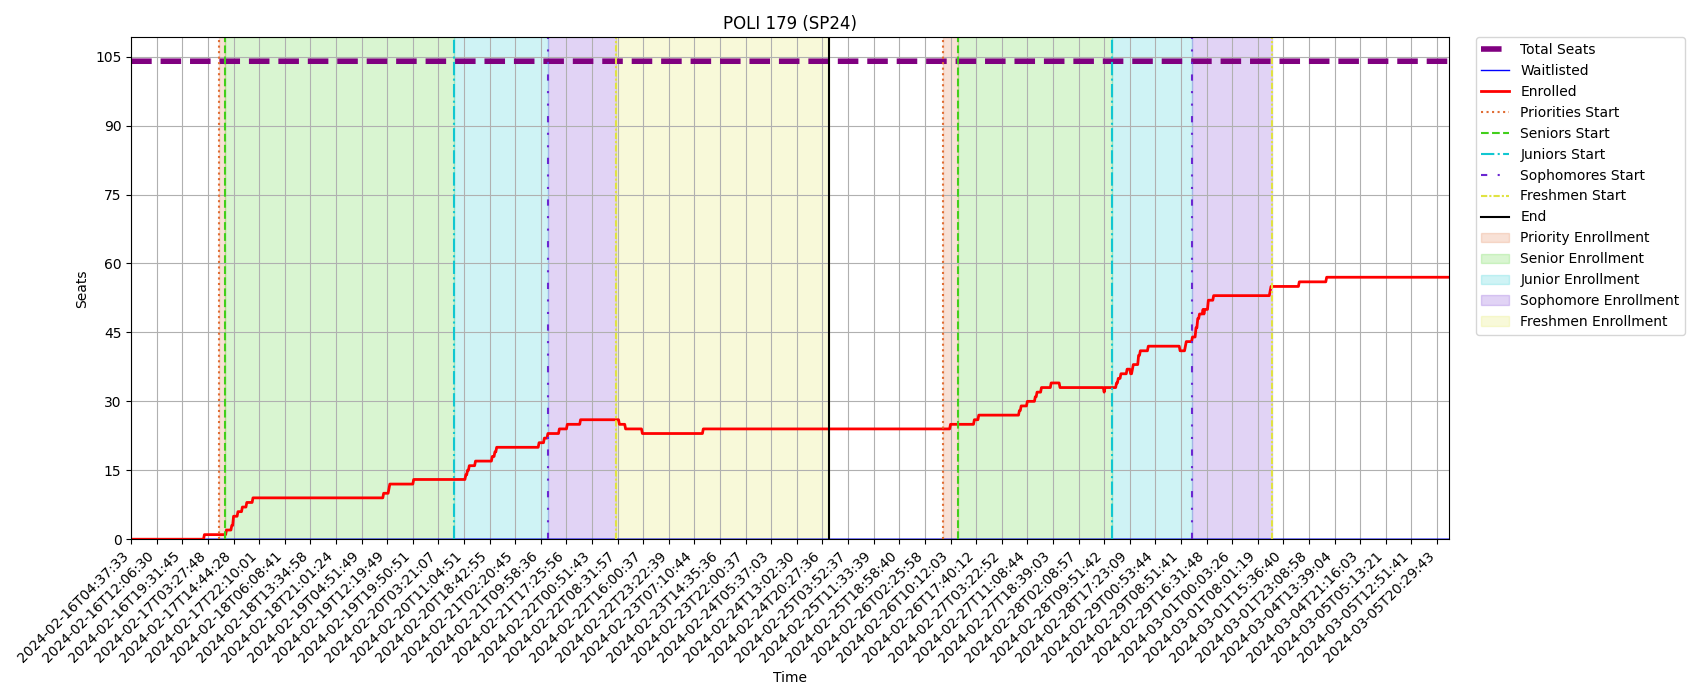 POLI 179 (SP24)
105
90
75
60
45
30
15
0
Seats
2024-02-16T04:37:33
2024-02-16T12:06:30
2024-02-16T19:31:45
2024-02-17T03:27:48
2024-02-17T14:44:28
2024-02-17T22:10:01
2024-02-18T06:08:41
2024-02-18T13:34:58
2024-02-18T21:01:24
2024-02-19T04:51:49
2024-02-19T12:19:49
2024-02-19T19:50:51
2024-02-20T03:21:07
2024-02-20T11:04:51
2024-02-20T18:42:55
2024-02-21T02:20:45
2024-02-21T09:58:36
2024-02-21T17:25:56
2024-02-22T00:51:43
2024-02-22T08:31:57
2024-02-22T16:00:37
2024-02-22T23:22:39
2024-02-23T07:10:44
2024-02-23T14:35:36
2024-02-23T22:00:37
2024-02-24T05:37:03
2024-02-24T13:02:30
2024-02-24T20:27:36
2024-02-25T03:52:37
2024-02-25T11:33:39
2024-02-25T18:58:40
2024-02-26T02:25:58
2024-02-26T10:12:03
2024-02-26T17:40:12
2024-02-27T03:22:52
2024-02-27T11:08:44
2024-02-27T18:39:03
2024-02-28T02:08:57
2024-02-28T09:51:42
2024-02-28T17:23:09
2024-02-29T00:53:44
2024-02-29T08:51:41
2024-02-29T16:31:48
2024-03-01T00:03:26
2024-03-01T08:01:19
2024-03-01T15:36:40
2024-03-01T23:08:58
2024-03-04T13:39:04
2024-03-04T21:16:03
2024-03-05T05:13:21
2024-03-05T12:51:41
2024-03-05T20:29:43
Time
Total Seats
Waitlisted
Enrolled
Priorities Start
Seniors Start
Juniors Start
Sophomores Start
Freshmen Start
End
Priority Enrollment
Senior Enrollment
Junior Enrollment
Sophomore Enrollment
Freshmen Enrollment